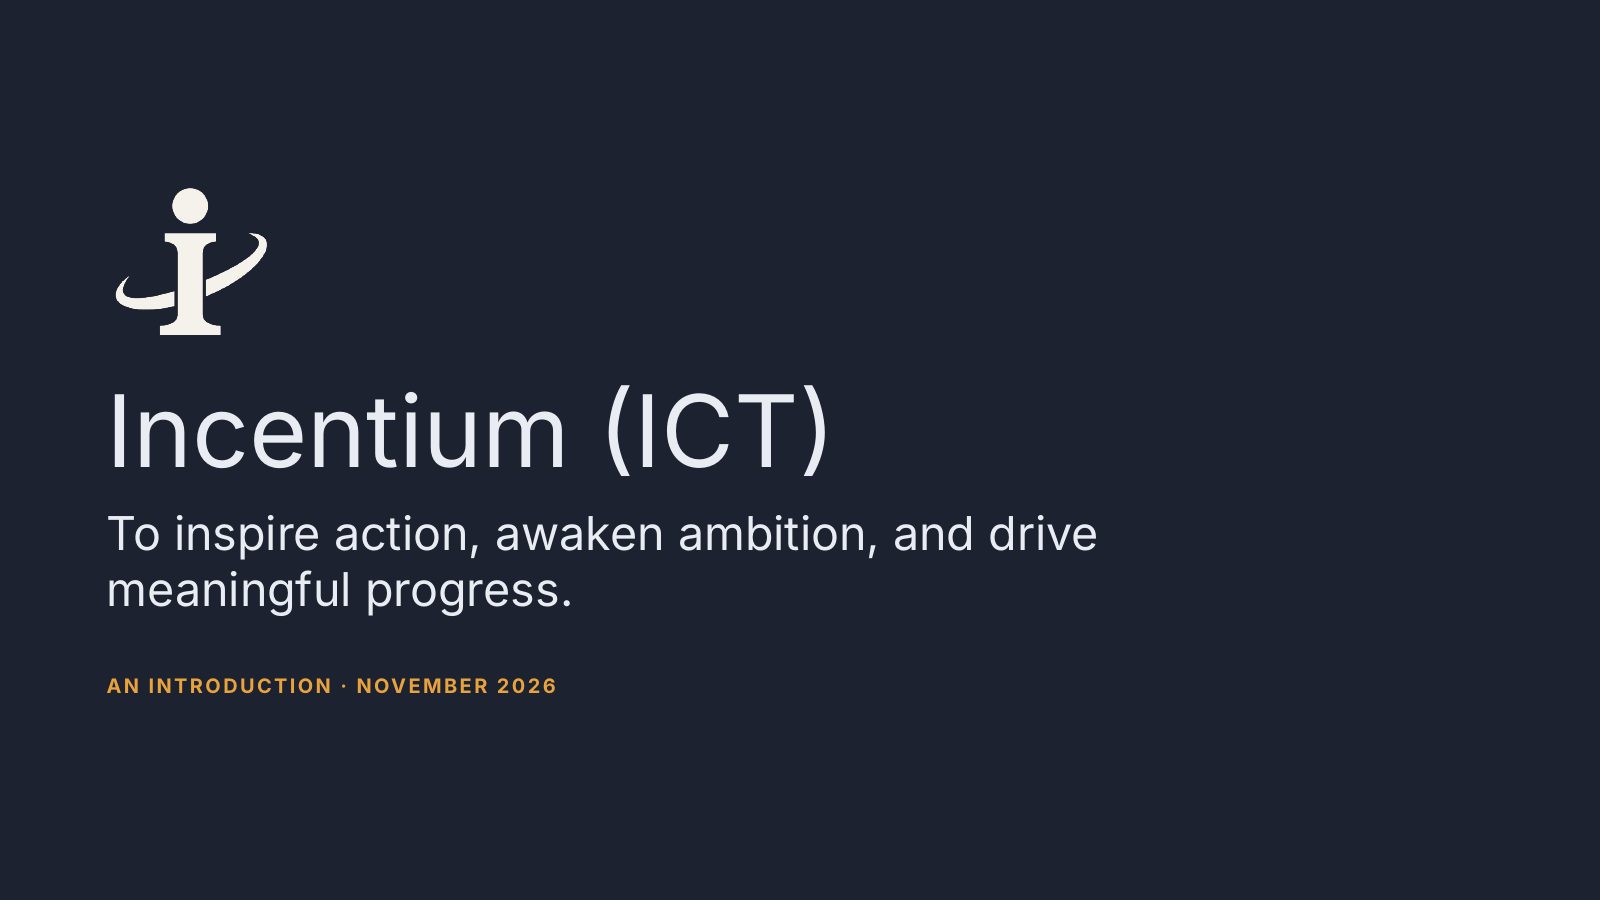 Incentium (ICT)
To inspire action, awaken ambition, and drive
meaningful progress.
AN INTRODUCTION · NOVEMBER 2026